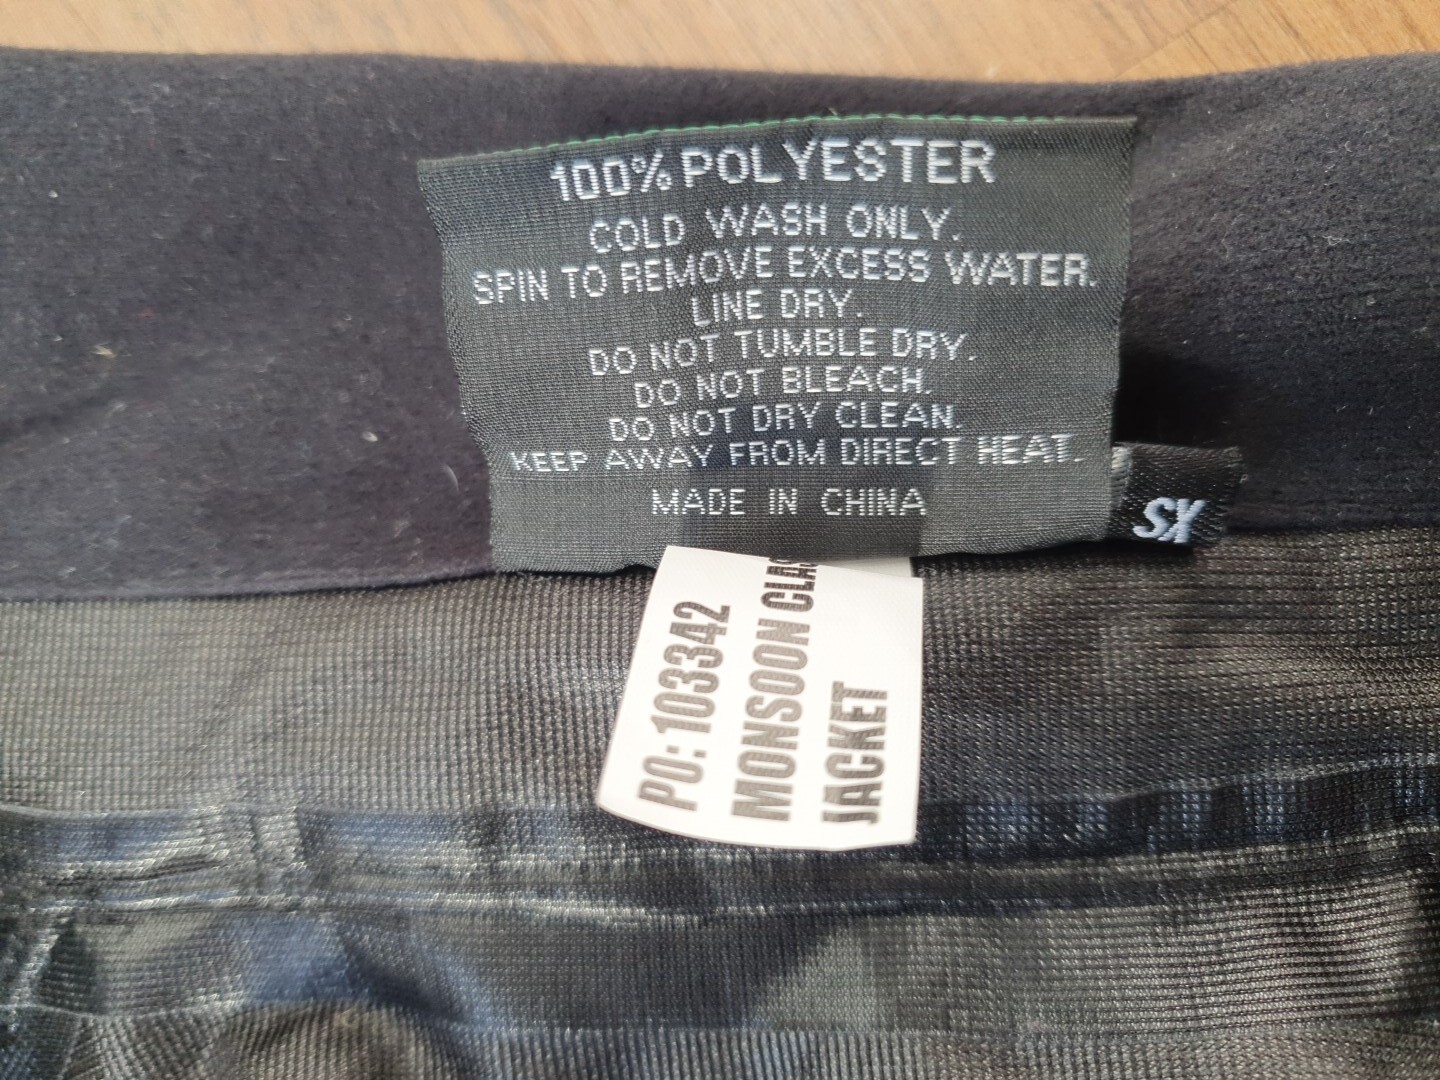 100% POLYESTER
COLD WASH ONLY.
SPIN TO REMOVE EXCESS WATER.
LINE DRY.
DO NOT TUMBLE DRY.
DO NOT BLEACH.
DO NOT DRY CLEAN.
KEEP AWAY FROM DIRECT HEAT.
MADE IN CHINA
XS
PO: 103342
MONSOON
JACKET